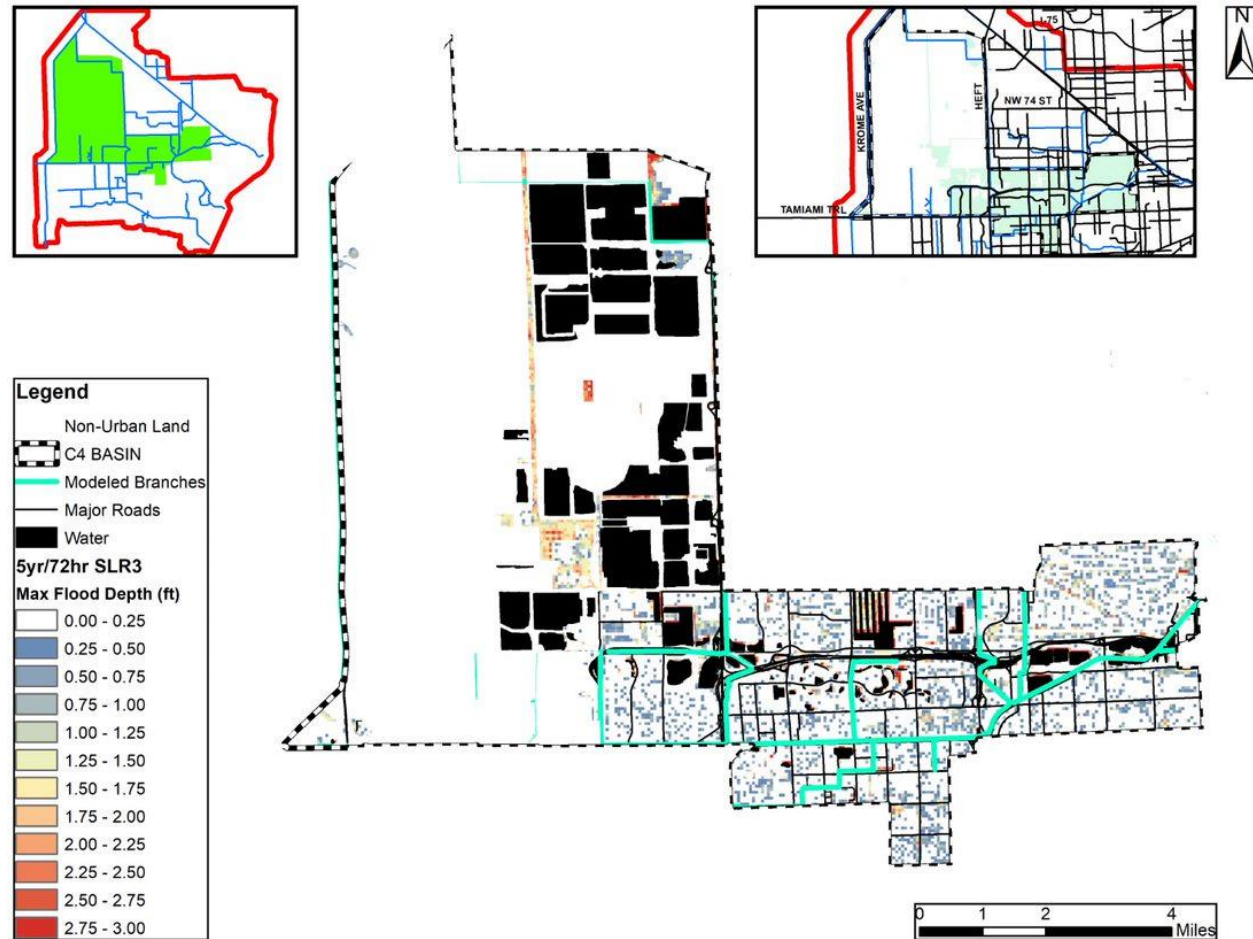 N
I-75
KROME AVE
HEFT
NW 74 ST
TAMIAMI TRL
Legend
Non-Urban Land
C4 BASIN
Modeled Branches
Major Roads
Water
5yr/72hr SLR3
Max Flood Depth (ft)
0.00 - 0.25
0.25 - 0.50
0.50 - 0.75
0.75 - 1.00
1.00 - 1.25
1.25 - 1.50
1.50 - 1.75
1.75 - 2.00
2.00 - 2.25
2.25 - 2.50
2.50 - 2.75
2.75 - 3.00
0 1 2 4
Miles